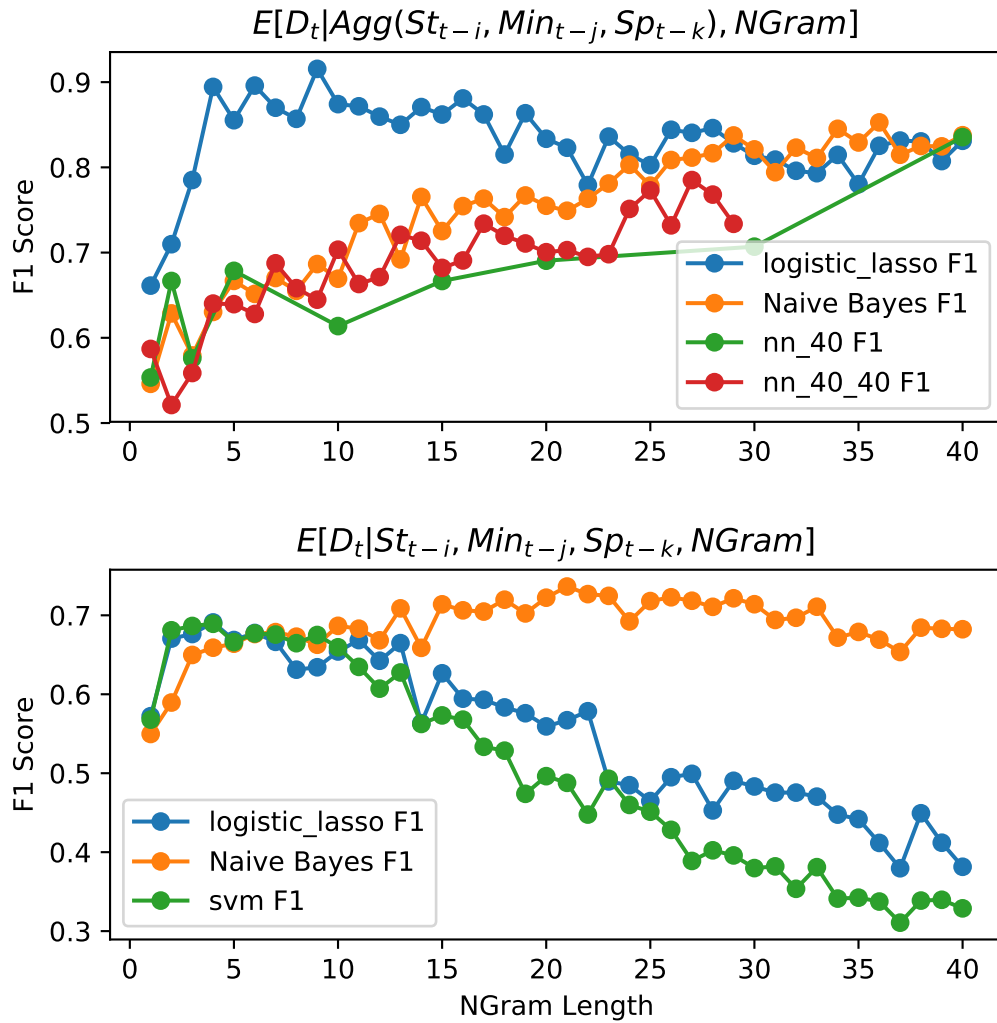 E[D_t|Agg(St_{t−i}, Min_{t−j}, Sp_{t−k}), NGram]
0.9
0.8
0.7
0.6
0.5
F1 Score
logistic_lasso F1
Naive Bayes F1
nn_40 F1
nn_40_40 F1
0 5 10 15 20 25 30 35 40
E[D_t|St_{t−i}, Min_{t−j}, Sp_{t−k}, NGram]
0.7
0.6
0.5
0.4
0.3
F1 Score
logistic_lasso F1
Naive Bayes F1
svm F1
0 5 10 15 20 25 30 35 40
NGram Length